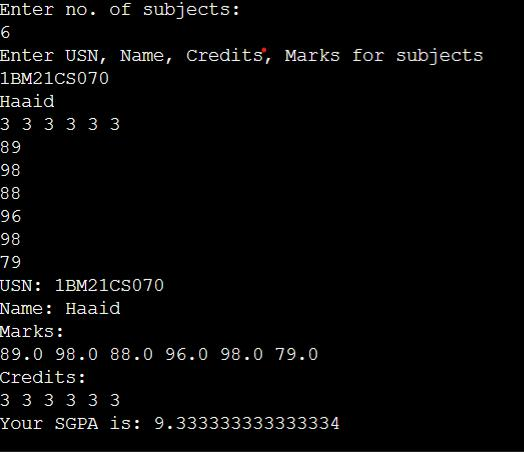 Enter no. of subjects:
6
Enter USN, Name, Credits, Marks for subjects
1BM21CS070
Haaid
3 3 3 3 3 3
89
98
88
96
98
79
USN: 1BM21CS070
Name: Haaid
Marks:
89.0 98.0 88.0 96.0 98.0 79.0
Credits:
3 3 3 3 3 3
Your SGPA is: 9.333333333333334